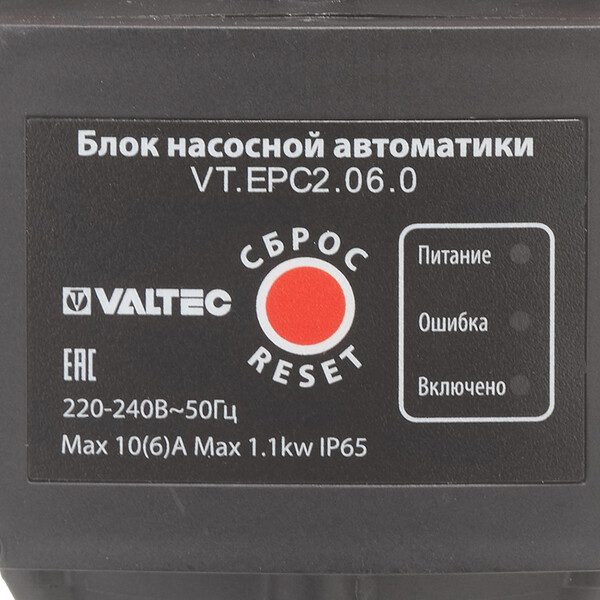 Блок насосной автоматики
VT.EPC2.06.0
СБРОС
RESET
Питание
Ошибка
Включено
VT VALTEC
EAC
220-240В~50Гц
Max 10(6)A Max 1.1kw IP65